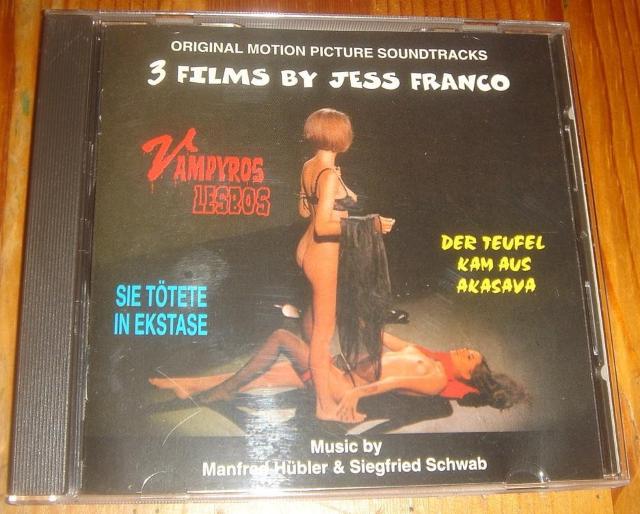 ORIGINAL MOTION PICTURE SOUNDTRACKS
3 FILMS BY JESS FRANCO
VAMPYROS
LESBOS
DER TEUFEL
KAM AUS
AKASAVA
SIE TÖTETE
IN EKSTASE
Music by
Manfred Hübler & Siegfried Schwab